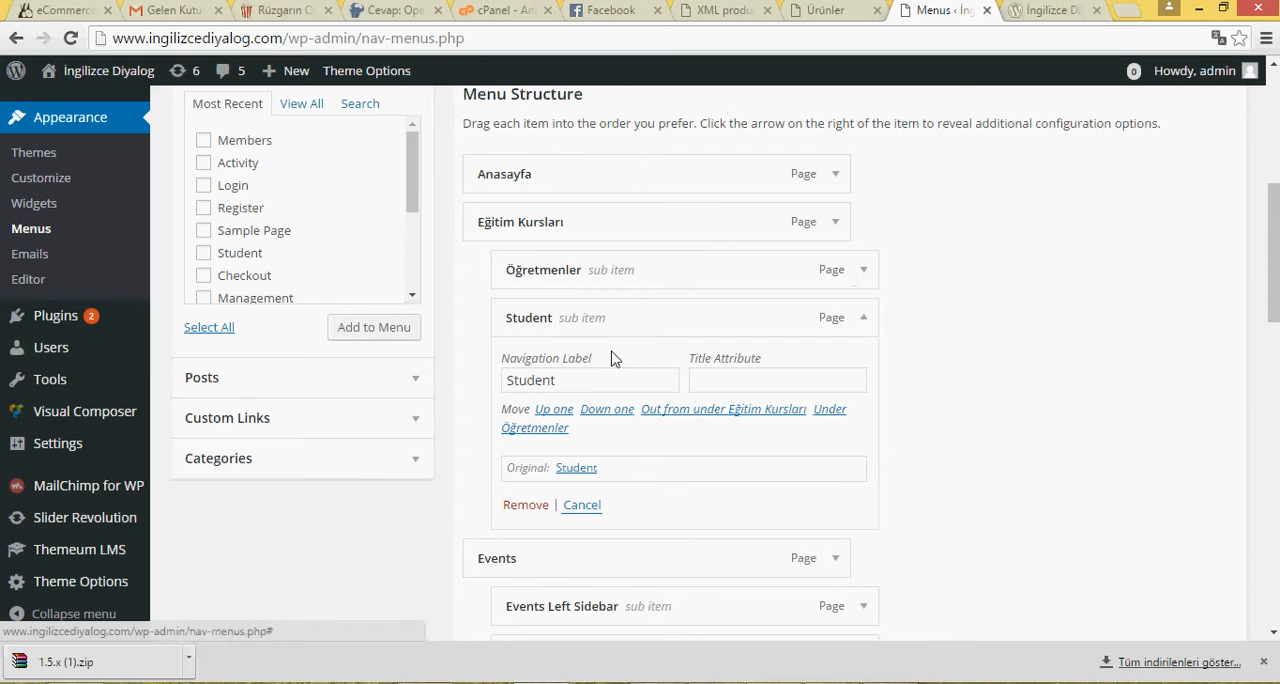 eCommerce
Gelen Kutu
Rüzgarın O
Cevap: Ope
cPanel - An
Facebook
XML produ
Ürünler
Menus ‹ İng
İngilizce Di
www.ingilizcediyalog.com/wp-admin/nav-menus.php
İngilizce Diyalog
6
5
New
Theme Options
0
Howdy, admin
Appearance
Themes
Customize
Widgets
Menus
Emails
Editor
Plugins 2
Users
Tools
Visual Composer
Settings
MailChimp for WP
Slider Revolution
Themeum LMS
Theme Options
Collapse menu
Most Recent
View All
Search
Members
Activity
Login
Register
Sample Page
Student
Checkout
Management
Select All
Add to Menu
Posts
Custom Links
Categories
Menu Structure
Drag each item into the order you prefer. Click the arrow on the right of the item to reveal additional configuration options.
Anasayfa Page
Eğitim Kursları Page
Öğretmenler sub item Page
Student sub item Page
Navigation Label Title Attribute
Student
Move Up one Down one Out from under Eğitim Kursları Under
Öğretmenler
Original: Student
Remove | Cancel
Events Page
Events Left Sidebar sub item Page
www.ingilizcediyalog.com/wp-admin/nav-menus.php#
1.5.x (1).zip
Tüm indirilenleri göster...